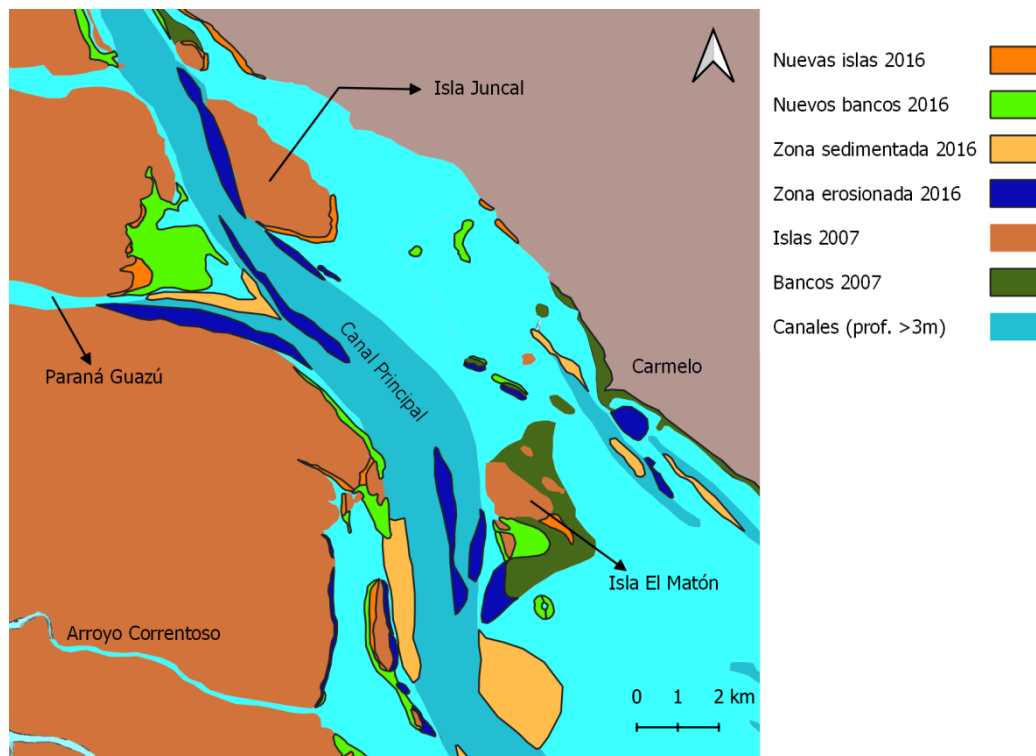 Isla Juncal
Canal Principal
Paraná Guazú
Carmelo
Isla El Matón
Arroyo Correntoso
0 1 2 km
Nuevas islas 2016
Nuevos bancos 2016
Zona sedimentada 2016
Zona erosionada 2016
Islas 2007
Bancos 2007
Canales (prof. >3m)